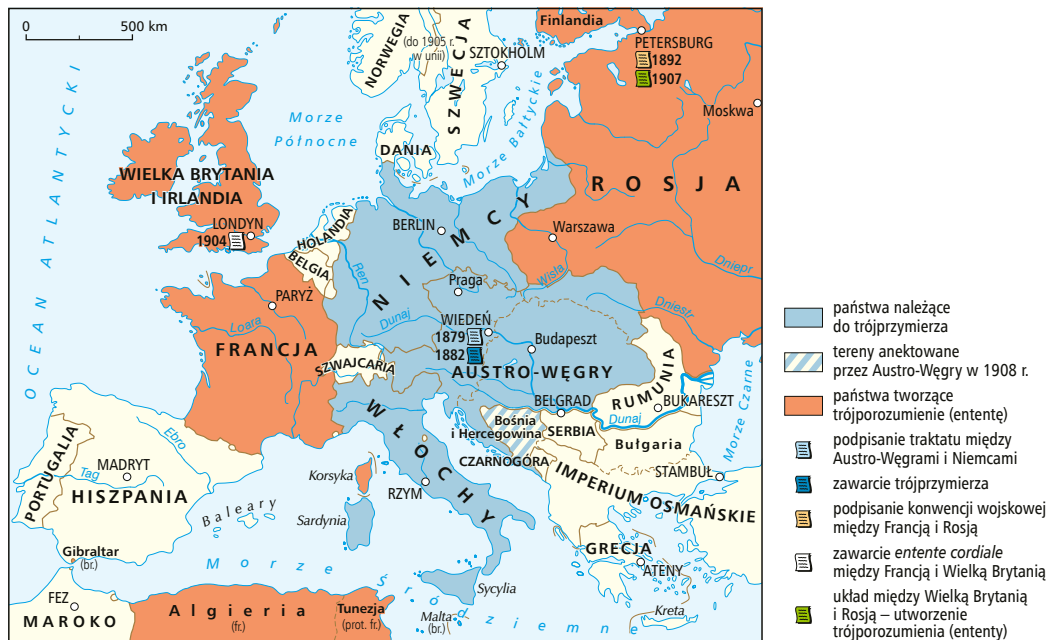 0 500 km
OCEAN ATLANTYCKI
Morze
Północne
NORWEGIA
(do 1905 r.
w unii)
SZWECJA
SZTOKHOLM
Finlandia
PETERSBURG
1892
1907
Moskwa
Morze Bałtyckie
DANIA
WIELKA BRYTANIA
I IRLANDIA
LONDYN
1904
HOLANDIA
BELGIA
BERLIN
NIEMCY
ROSJA
Warszawa
Wisła
Dniepr
Dniestr
Ren
Praga
PARYŻ
Loara
FRANCJA
Dunaj
WIEDEŃ
1879
1882
Budapeszt
AUSTRO-WĘGRY
SZWAJCARIA
RUMUNIA
BUKARESZT
Dunaj
BELGRAD
Bośnia
i Hercegowina
SERBIA
Bułgaria
Morze Czarne
CZARNOGÓRA
IMPERIUM OSMAŃSKIE
STAMBUŁ
WŁOCHY
RZYM
Korsyka
Sardynia
Sycylia
PORTUGALIA
Ebro
MADRYT
Tag
HISZPANIA
Baleary
Gibraltar
(br.)
Morze Śródziemne
GRECJA
ATENY
Kreta
FEZ
MAROKO
Algieria
(fr.)
Tunezja
(prot. fr.)
Malta
(br.)
państwa należące
do trójprzymierza
tereny anektowane
przez Austro-Węgry w 1908 r.
państwa tworzące
trójporozumienie (ententę)
podpisanie traktatu między
Austro-Węgrami i Niemcami
zawarcie trójprzymierza
podpisanie konwencji wojskowej
między Francją i Rosją
zawarcie entente cordiale
między Francją i Wielką Brytanią
układ między Wielką Brytanią
i Rosją – utworzenie
trójporozumienia (ententy)